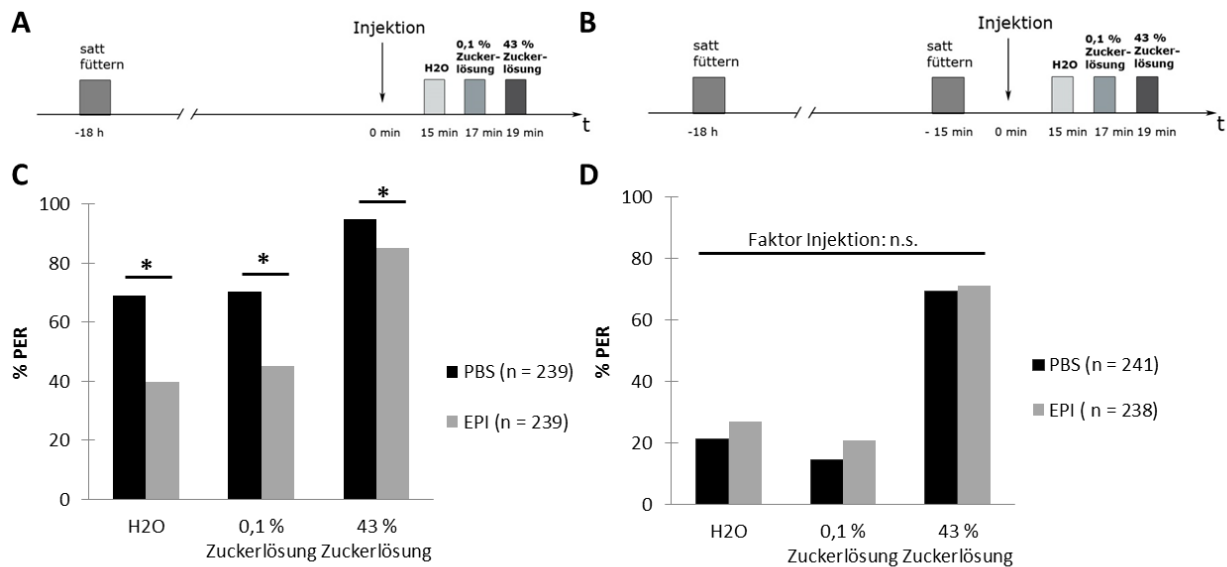 A
satt
füttern
Injektion
H2O
0,1 %
Zucker-
lösung
43 %
Zucker-
lösung
-18 h
0 min
15 min
17 min
19 min
t
B
satt
füttern
satt
füttern
Injektion
H2O
0,1 %
Zucker-
lösung
43 %
Zucker-
lösung
-18 h
- 15 min
0 min
15 min
17 min
19 min
t
C
% PER
100
80
60
40
20
0
*
*
*
H2O
0,1 %
Zuckerlösung
43 %
Zuckerlösung
PBS (n = 239)
EPI (n = 239)
D
% PER
100
80
60
40
20
0
Faktor Injektion: n.s.
H2O
0,1 %
Zuckerlösung
43 %
Zuckerlösung
PBS (n = 241)
EPI ( n = 238)